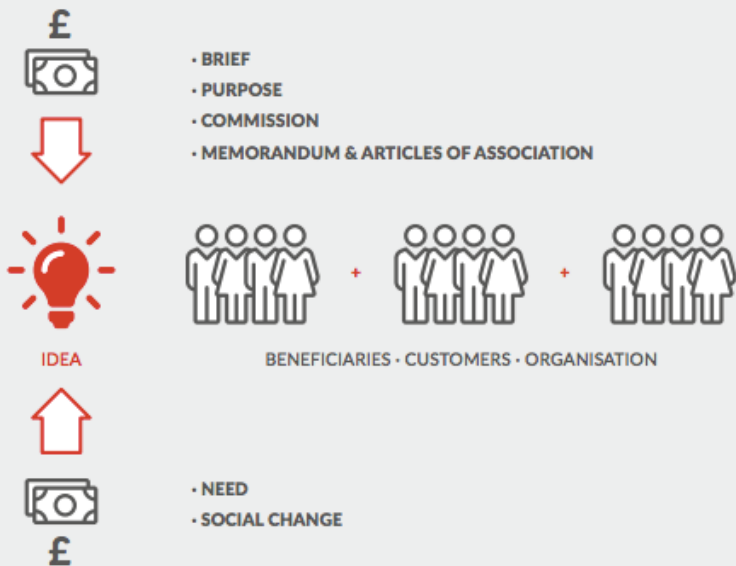 £
· BRIEF
· PURPOSE
· COMMISSION
· MEMORANDUM & ARTICLES OF ASSOCIATION
+ +
IDEA
BENEFICIARIES · CUSTOMERS · ORGANISATION
· NEED
· SOCIAL CHANGE
£